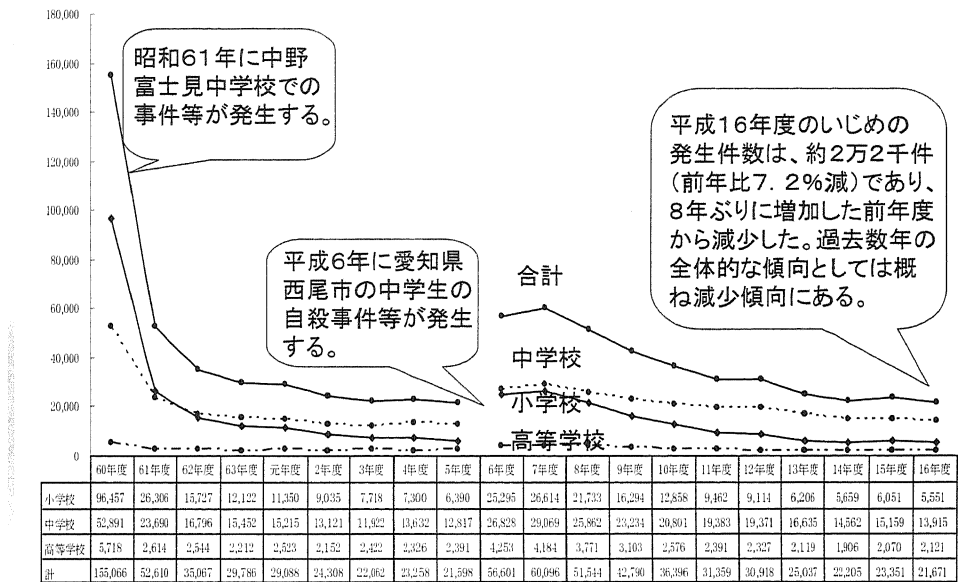 180,000
160,000
140,000
120,000
100,000
80,000
60,000
40,000
20,000
0
昭和61年に中野
富士見中学校での
事件等が発生する。
平成6年に愛知県
西尾市の中学生の
自殺事件等が発生
する。
平成16年度のいじめの
発生件数は、約2万2千件
(前年比7.2%減)であり、
8年ぶりに増加した前年度
から減少した。過去数年の
全体的な傾向としては概
ね減少傾向にある。
合計
中学校
小学校
高等学校
60年度 61年度 62年度 63年度 元年度 2年度 3年度 4年度 5年度 6年度 7年度 8年度 9年度 10年度 11年度 12年度 13年度 14年度 15年度 16年度
小学校 96,457 26,306 15,727 12,122 11,350 9,035 7,718 7,300 6,390 25,295 26,614 21,733 16,294 12,858 9,462 9,114 6,206 5,659 6,051 5,551
中学校 52,891 23,690 16,796 15,452 15,215 13,121 11,922 13,632 12,817 26,828 29,069 25,862 23,234 20,801 19,383 19,371 16,635 14,562 15,159 13,915
高等学校 5,718 2,614 2,544 2,212 2,523 2,152 2,422 2,326 2,391 4,253 4,184 3,771 3,103 2,576 2,391 2,327 2,119 1,906 2,070 2,121
計 155,066 52,610 35,067 29,786 29,088 24,308 22,062 23,258 21,598 56,601 60,096 51,544 42,790 36,396 31,359 30,918 25,037 22,205 23,351 21,671